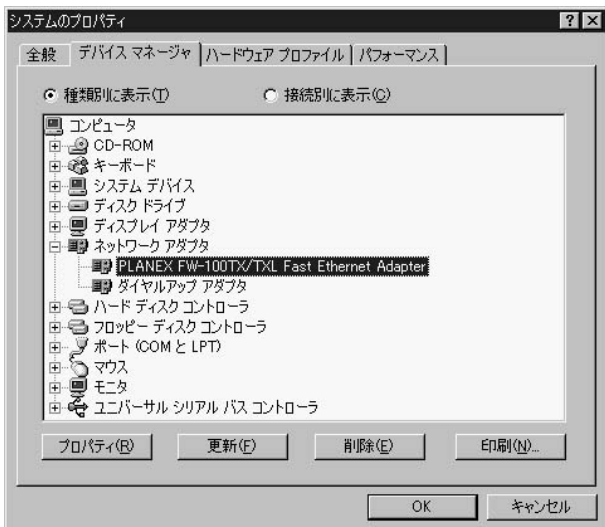 システムのプロパティ
全般 デバイス マネージャ ハードウェア プロファイル パフォーマンス
種類別に表示(T) 接続別に表示(C)
コンピュータ
CD-ROM
キーボード
システム デバイス
ディスク ドライブ
ディスプレイ アダプタ
ネットワーク アダプタ
PLANEX FW-100TX/TXL Fast Ethernet Adapter
ダイヤルアップ アダプタ
ハード ディスク コントローラ
フロッピー ディスク コントローラ
ポート (COM と LPT)
マウス
モニタ
ユニバーサル シリアル バス コントローラ
プロパティ(R) 更新(F) 削除(E) 印刷(N)...
OK キャンセル